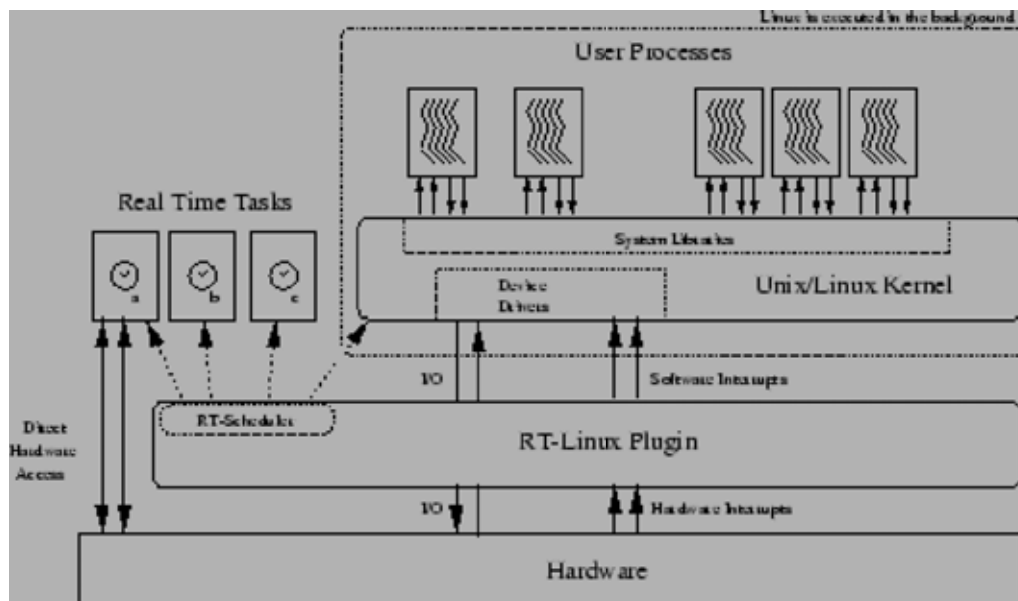 Linux is executed in the background
User Processes
Real Time Tasks
System Libraries
a
b
c
Device
Drivers
Unix/Linux Kernel
I/O
Software Interrupts
RT-Scheduler
Direct
Hardware
Access
RT-Linux Plugin
I/O
Hardware Interrupts
Hardware